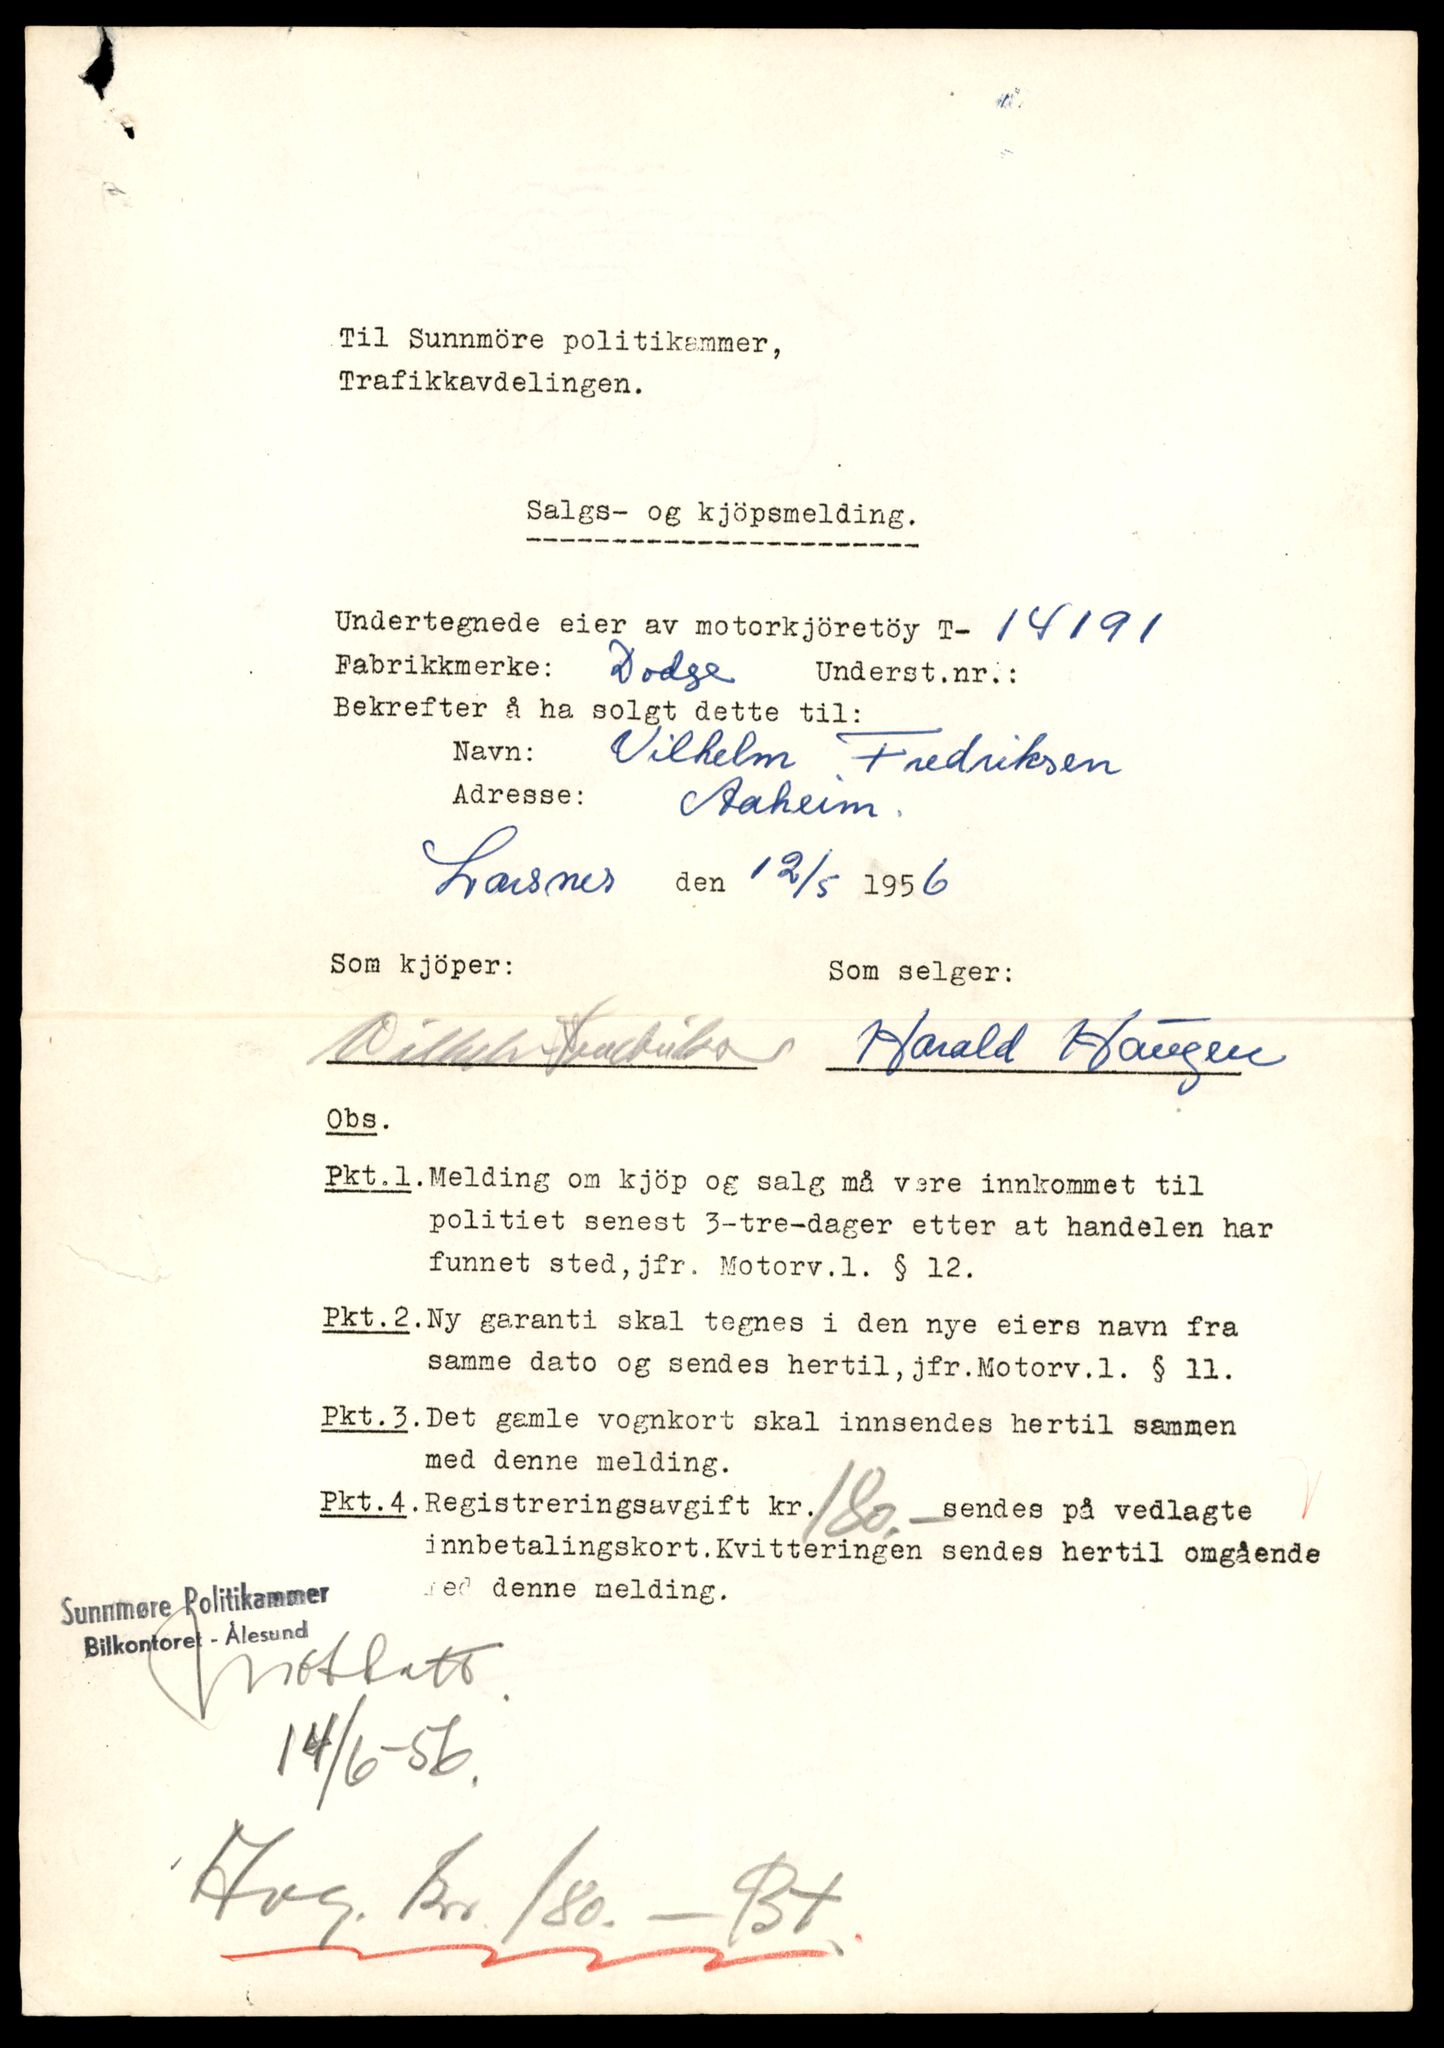 Til Sunnmöre politikammer,
Trafikkavdelingen.
Salgs- og kjöpsmelding.
Undertegnede eier av motorkjöretöy T- 14191
Fabrikkmerke: Dodge Underst.nr.:
Bekrefter å ha solgt dette til:
Navn: Vilhelm Fredriksen
Adresse: Aaheim.
Larsnes den 12/5 1956
Som kjöper: Som selger:
Vilhelm Fredriksen Harald Haugen
Obs.
Pkt.1. Melding om kjöp og salg må være innkommet til
politiet senest 3-tre-dager etter at handelen har
funnet sted, jfr. Motorv.l. § 12.
Pkt.2. Ny garanti skal tegnes i den nye eiers navn fra
samme dato og sendes hertil, jfr.Motorv.l. § 11.
Pkt.3. Det gamle vognkort skal innsendes hertil sammen
med denne melding.
Pkt.4. Registreringsavgift kr. 180.- sendes på vedlagte
innbetalingskort. Kvitteringen sendes hertil omgående
med denne melding.
Sunnmøre Politikammer
Bilkontoret - Ålesund
14/6-56.
kr. 180.- Bt.